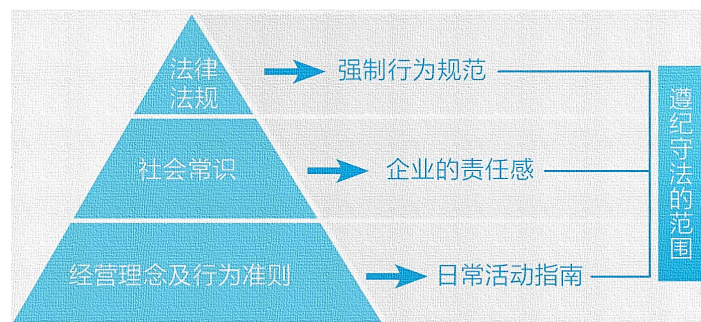 法律
法规
强制行为规范
社会常识
企业的责任感
经营理念及行为准则
日常活动指南
遵纪守法的范围